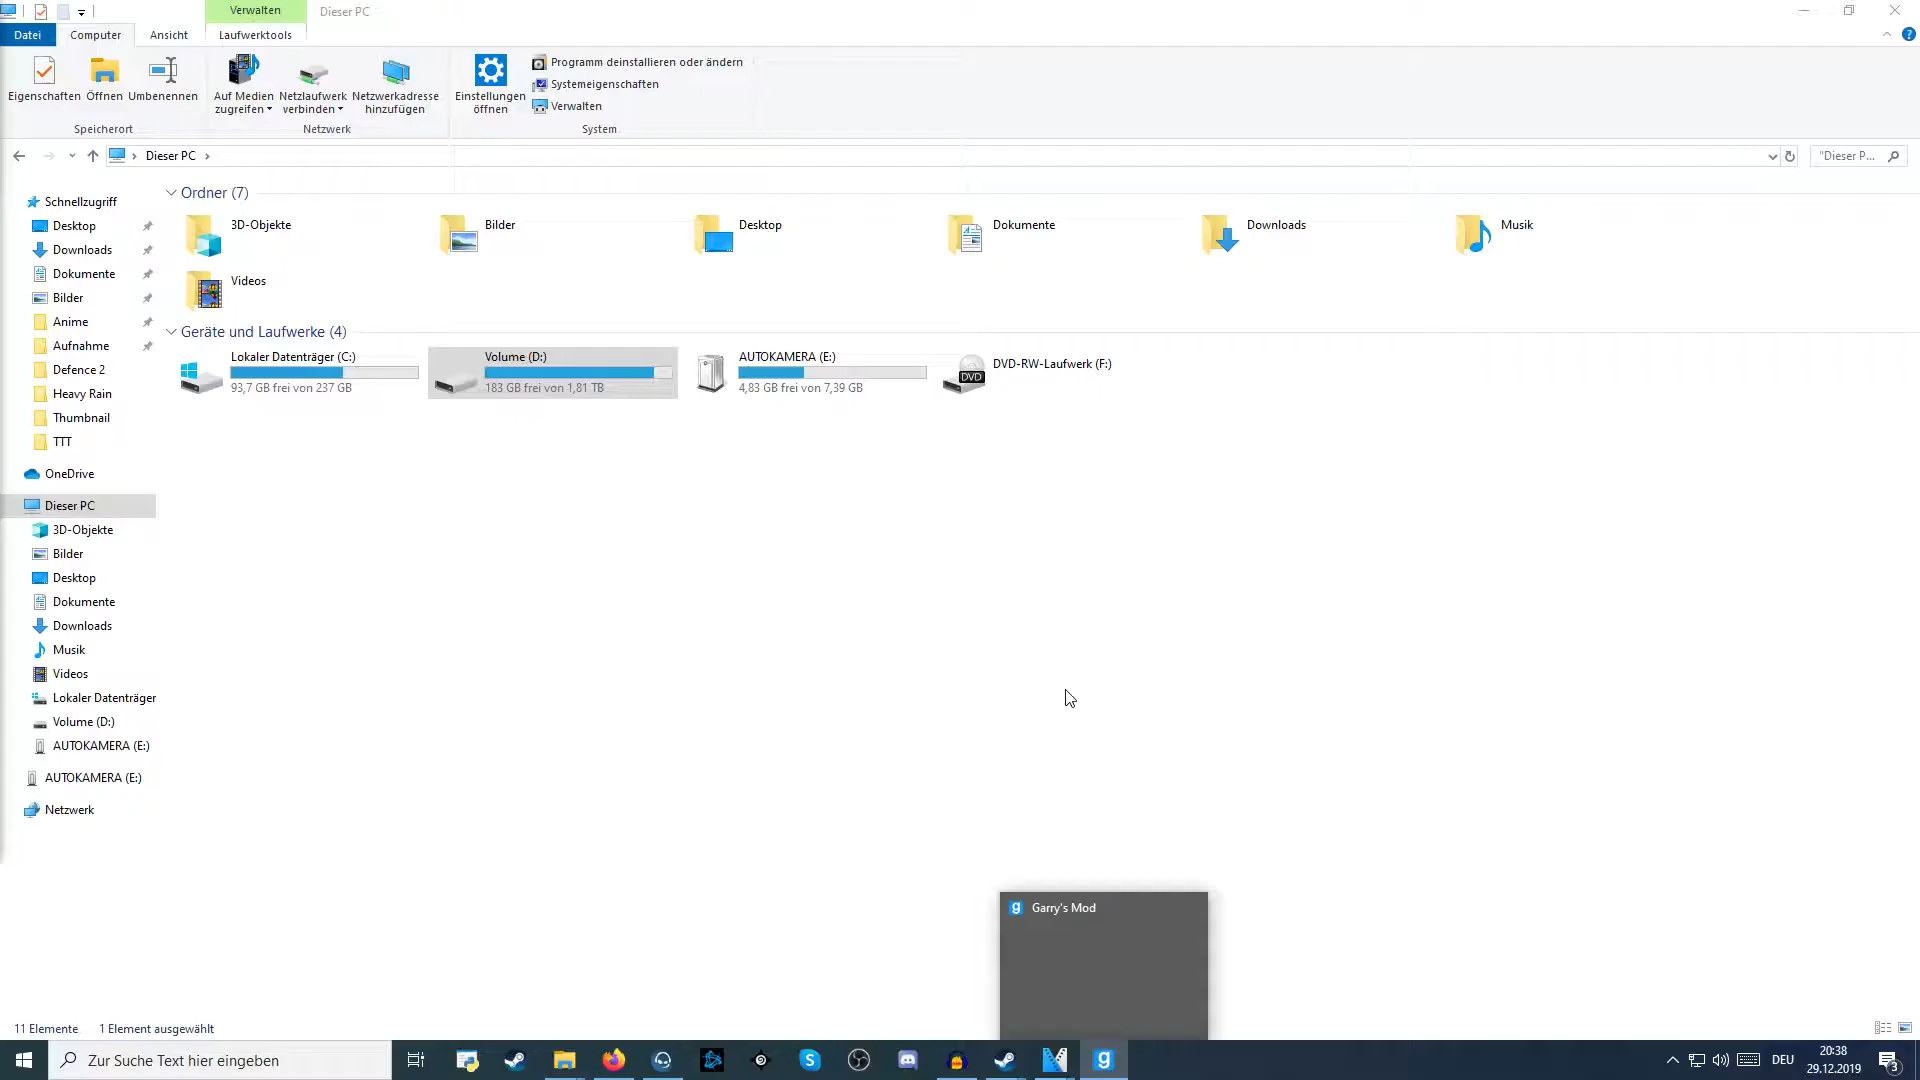 Verwalten
Dieser PC
Datei
Computer
Ansicht
Laufwerktools
Eigenschaften
Öffnen
Umbenennen
Auf Medien
zugreifen
Netzlaufwerk
verbinden
Netzwerkadresse
hinzufügen
Einstellungen
öffnen
Programm deinstallieren oder ändern
Systemeigenschaften
Verwalten
Speicherort
Netzwerk
System
Dieser PC
"Dieser P...
Schnellzugriff
Desktop
Downloads
Dokumente
Bilder
Anime
Aufnahme
Defence 2
Heavy Rain
Thumbnail
TTT
OneDrive
Dieser PC
3D-Objekte
Bilder
Desktop
Dokumente
Downloads
Musik
Videos
Lokaler Datenträger
Volume (D:)
AUTOKAMERA (E:)
AUTOKAMERA (E:)
Netzwerk
Ordner (7)
3D-Objekte
Bilder
Desktop
Dokumente
Downloads
Musik
Videos
Geräte und Laufwerke (4)
Lokaler Datenträger (C:)
93,7 GB frei von 237 GB
Volume (D:)
183 GB frei von 1,81 TB
AUTOKAMERA (E:)
4,83 GB frei von 7,39 GB
DVD-RW-Laufwerk (F:)
DVD
g Garry's Mod
11 Elemente
1 Element ausgewählt
Zur Suche Text hier eingeben
S
g
DEU
20:38
29.12.2019
3